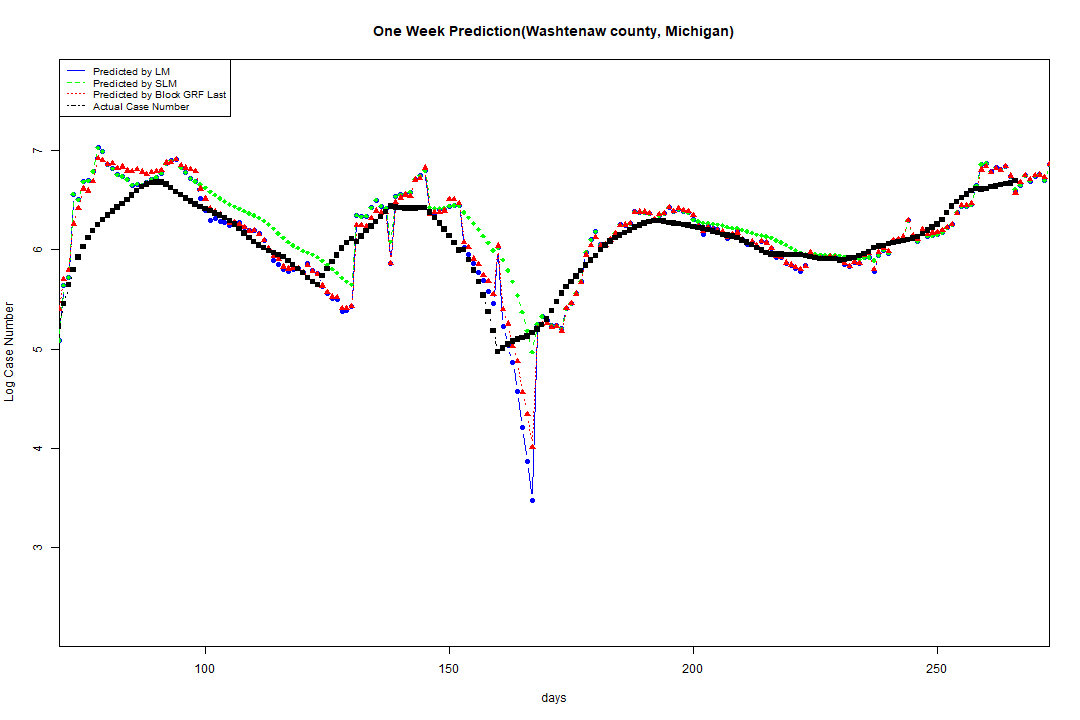 One Week Prediction(Washtenaw county, Michigan)
Predicted by LM
Predicted by SLM
Predicted by Block GRF Last
Actual Case Number
7
6
5
4
3
Log Case Number
100 150 200 250
days